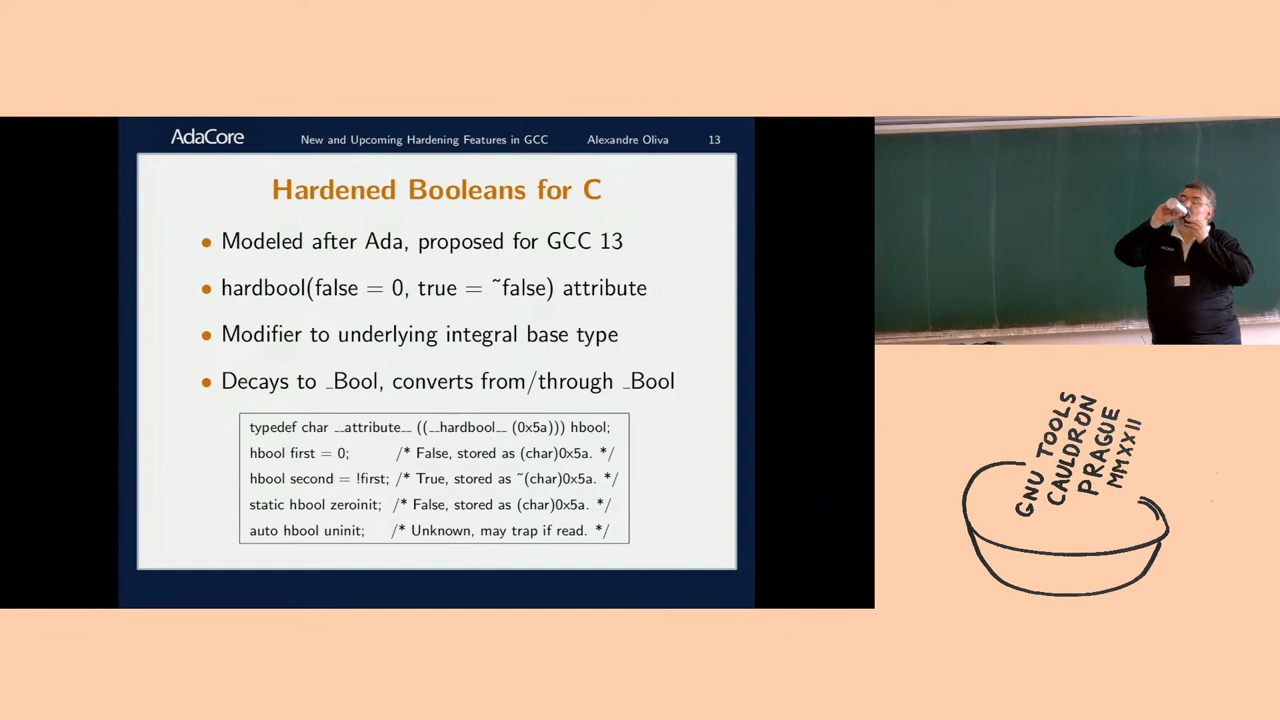 AdaCore New and Upcoming Hardening Features in GCC Alexandre Oliva 13
Hardened Booleans for C
• Modeled after Ada, proposed for GCC 13
• hardbool(false = 0, true = ~false) attribute
• Modifier to underlying integral base type
• Decays to _Bool, converts from/through _Bool
typedef char __attribute__ ((__hardbool__ (0x5a))) hbool;
hbool first = 0; /* False, stored as (char)0x5a. */
hbool second = !first; /* True, stored as ~(char)0x5a. */
static hbool zeroinit; /* False, stored as (char)0x5a. */
auto hbool uninit; /* Unknown, may trap if read. */
GNU TOOLS
CAULDRON
PRAGUE
MMXXII